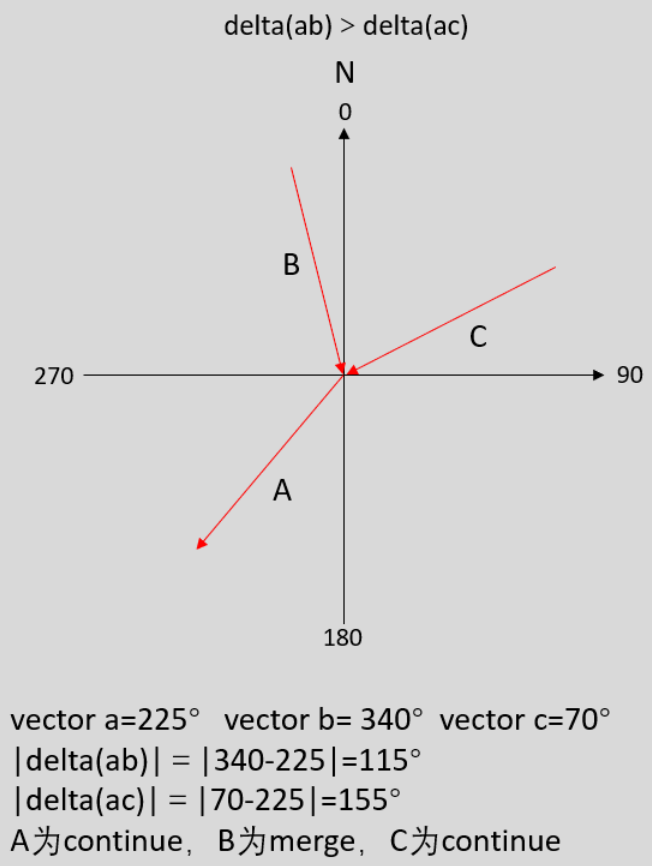 delta(ab) > delta(ac)
N
0
B
C
270
90
A
180
vector a=225° vector b= 340° vector c=70°
|delta(ab)| = |340-225|=115°
|delta(ac)| = |70-225|=155°
A为continue，B为merge，C为continue